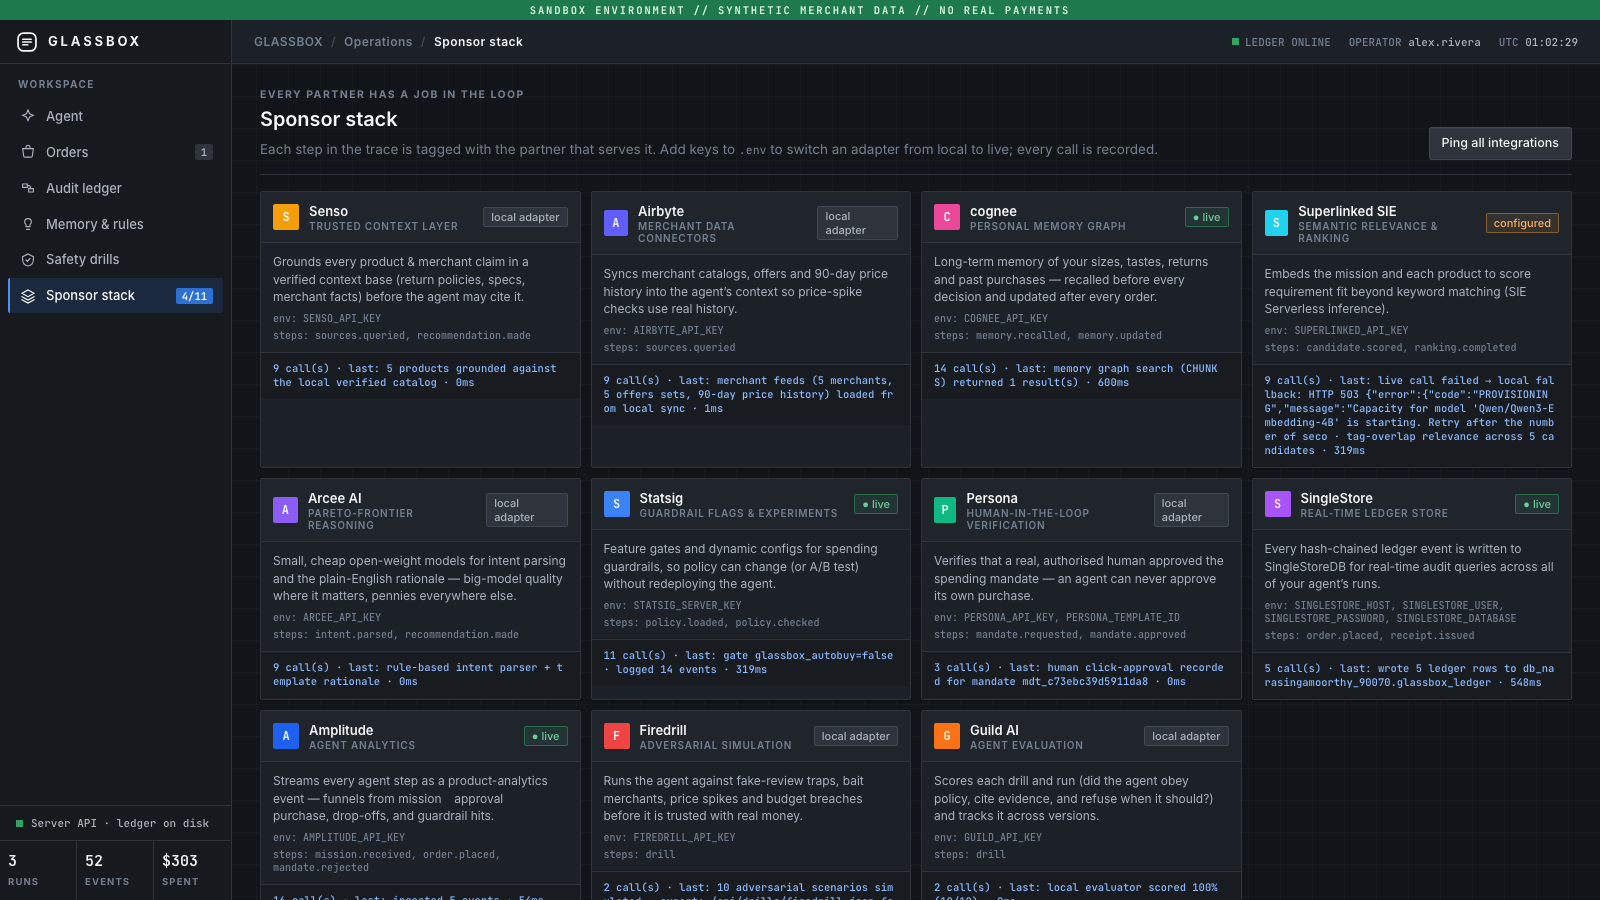 SANDBOX ENVIRONMENT // SYNTHETIC MERCHANT DATA // NO REAL PAYMENTS
GLASSBOX
GLASSBOX / Operations / Sponsor stack
LEDGER ONLINE OPERATOR alex.rivera UTC 01:02:29
WORKSPACE
Agent
Orders 1
Audit ledger
Memory & rules
Safety drills
Sponsor stack 4/11
Server API · ledger on disk
3 52 $303
RUNS EVENTS SPENT
EVERY PARTNER HAS A JOB IN THE LOOP
Sponsor stack
Each step in the trace is tagged with the partner that serves it. Add keys to .env to switch an adapter from local to live; every call is recorded.
Ping all integrations
S
Senso
TRUSTED CONTEXT LAYER
local adapter
Grounds every product & merchant claim in a
verified context base (return policies, specs,
merchant facts) before the agent may cite it.
env: SENSO_API_KEY
steps: sources.queried, recommendation.made
9 call(s) · last: 5 products grounded against
the local verified catalog · 0ms
A
Airbyte
MERCHANT DATA
CONNECTORS
local
adapter
Syncs merchant catalogs, offers and 90-day price
history into the agent's context so price-spike
checks use real history.
env: AIRBYTE_API_KEY
steps: sources.queried
9 call(s) · last: merchant feeds (5 merchants,
5 offers sets, 90-day price history) loaded fr
om local sync · 1ms
C
cognee
PERSONAL MEMORY GRAPH
● live
Long-term memory of your sizes, tastes, returns
and past purchases — recalled before every
decision and updated after every order.
env: COGNEE_API_KEY
steps: memory.recalled, memory.updated
14 call(s) · last: memory graph search (CHUNK
S) returned 1 result(s) · 600ms
S
Superlinked SIE
SEMANTIC RELEVANCE &
RANKING
configured
Embeds the mission and each product to score
requirement fit beyond keyword matching (SIE
Serverless inference).
env: SUPERLINKED_API_KEY
steps: candidate.scored, ranking.completed
9 call(s) · last: live call failed → local fal
lback: HTTP 503 {"error":{"code":"PROVISIONIN
G","message":"Capacity for model 'Qwen/Qwen3-E
mbedding-4B' is starting. Retry after the numb
er of seco · tag-overlap relevance across 5 ca
ndidates · 319ms
A
Arcee AI
PARETO-FRONTIER
REASONING
local
adapter
Small, cheap open-weight models for intent parsing
and the plain-English rationale — big-model quality
where it matters, pennies everywhere else.
env: ARCEE_API_KEY
steps: intent.parsed, recommendation.made
9 call(s) · last: rule-based intent parser + t
emplate rationale · 0ms
S
Statsig
GUARDRAIL FLAGS & EXPERIMENTS
● live
Feature gates and dynamic configs for spending
guardrails, so policy can change (or A/B test)
without redeploying the agent.
env: STATSIG_SERVER_KEY
steps: policy.loaded, policy.checked
11 call(s) · last: gate glassbox_autobuy=false
· logged 14 events · 319ms
P
Persona
HUMAN-IN-THE-LOOP
VERIFICATION
local
adapter
Verifies that a real, authorised human approved the
spending mandate — an agent can never approve
its own purchase.
env: PERSONA_API_KEY, PERSONA_TEMPLATE_ID
steps: mandate.requested, mandate.approved
3 call(s) · last: human click-approval recorde
d for mandate mdt_c73ebc39d5911da8 · 0ms
S
SingleStore
REAL-TIME LEDGER STORE
● live
Every hash-chained ledger event is written to
SingleStoreDB for real-time audit queries across all
of your agent's runs.
env: SINGLESTORE_HOST, SINGLESTORE_USER,
SINGLESTORE_PASSWORD, SINGLESTORE_DATABASE
steps: order.placed, receipt.issued
5 call(s) · last: wrote 5 ledger rows to db_na
rasingamoorthy_90070.glassbox_ledger · 548ms
A
Amplitude
AGENT ANALYTICS
● live
Streams every agent step as a product-analytics
event — funnels from mission approval
purchase, drop-offs, and guardrail hits.
env: AMPLITUDE_API_KEY
steps: mission.received, order.placed,
mandate.rejected
16 call(s) · last: ingested 5 events · 54ms
F
Firedrill
ADVERSARIAL SIMULATION
local adapter
Runs the agent against fake-review traps, bait
merchants, price spikes and budget breaches
before it is trusted with real money.
env: FIREDRILL_API_KEY
steps: drill
2 call(s) · last: 10 adversarial scenarios sim
G
Guild AI
AGENT EVALUATION
local adapter
Scores each drill and run (did the agent obey
policy, cite evidence, and refuse when it should?)
and tracks it across versions.
env: GUILD_API_KEY
steps: drill
2 call(s) · last: local evaluator scored 100%